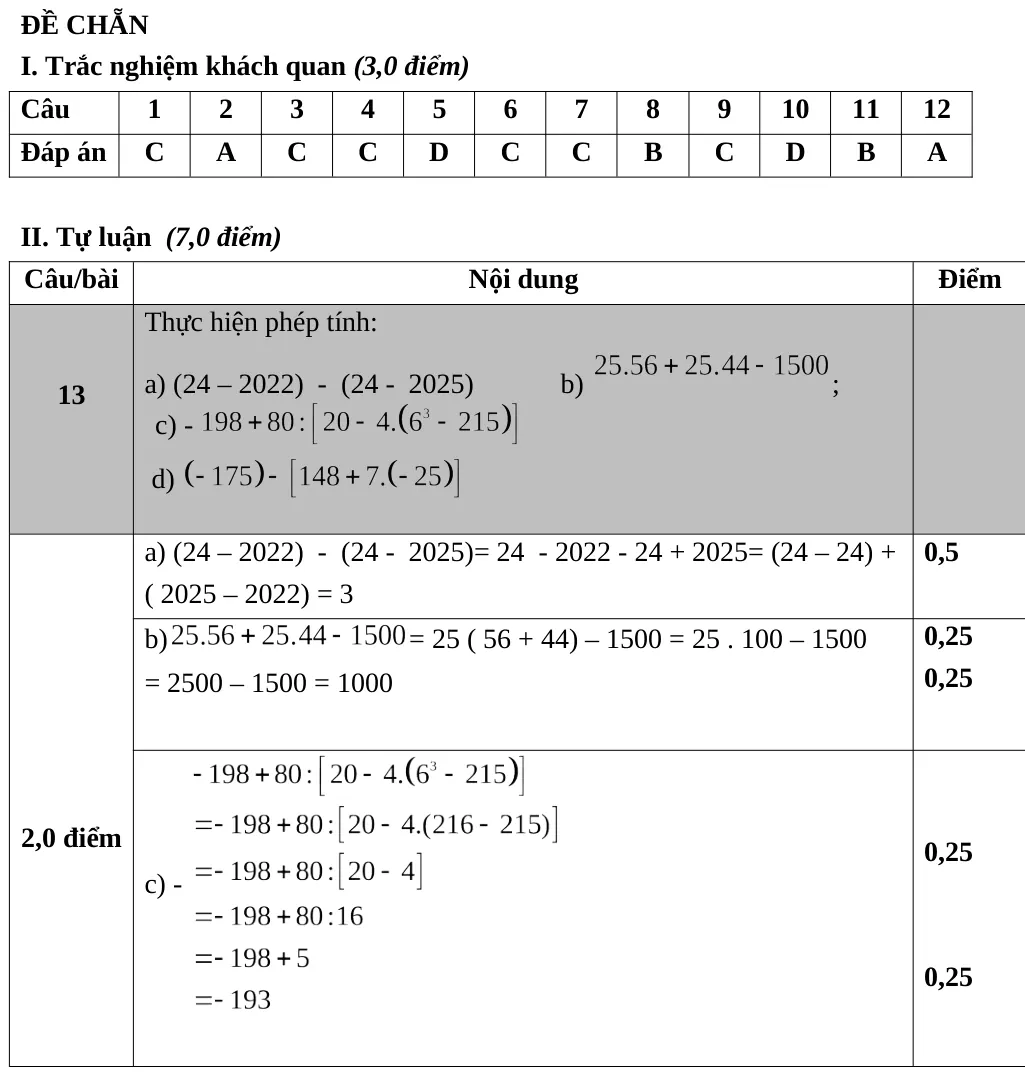 ĐỀ CHẴN
I. Trắc nghiệm khách quan (3,0 điểm)
Câu 1 2 3 4 5 6 7 8 9 10 11 12
Đáp án C A C C D C C B C D B A
II. Tự luận (7,0 điểm)
Câu/bài Nội dung Điểm
Thực hiện phép tính:
13
a) (24 – 2022) - (24 - 2025) b) 25.56 + 25.44 - 1500 ;
c) - 198 + 80 : [ 20 - 4.(6³ - 215)]
d) (- 175) - [148 + 7.(- 25)]
a) (24 – 2022) - (24 - 2025)= 24 - 2022 - 24 + 2025= (24 – 24) + 0,5
( 2025 – 2022) = 3
b) 25.56 + 25.44 - 1500 = 25 ( 56 + 44) – 1500 = 25 . 100 – 1500 0,25
= 2500 – 1500 = 1000 0,25
2,0 điểm
c) -
- 198 + 80 : [ 20 - 4.(6³ - 215)]
=- 198 + 80 : [20 - 4.(216 - 215)]
=- 198 + 80 : [20 - 4] 0,25
=- 198 + 80 :16
=- 198 + 5
=- 193 0,25